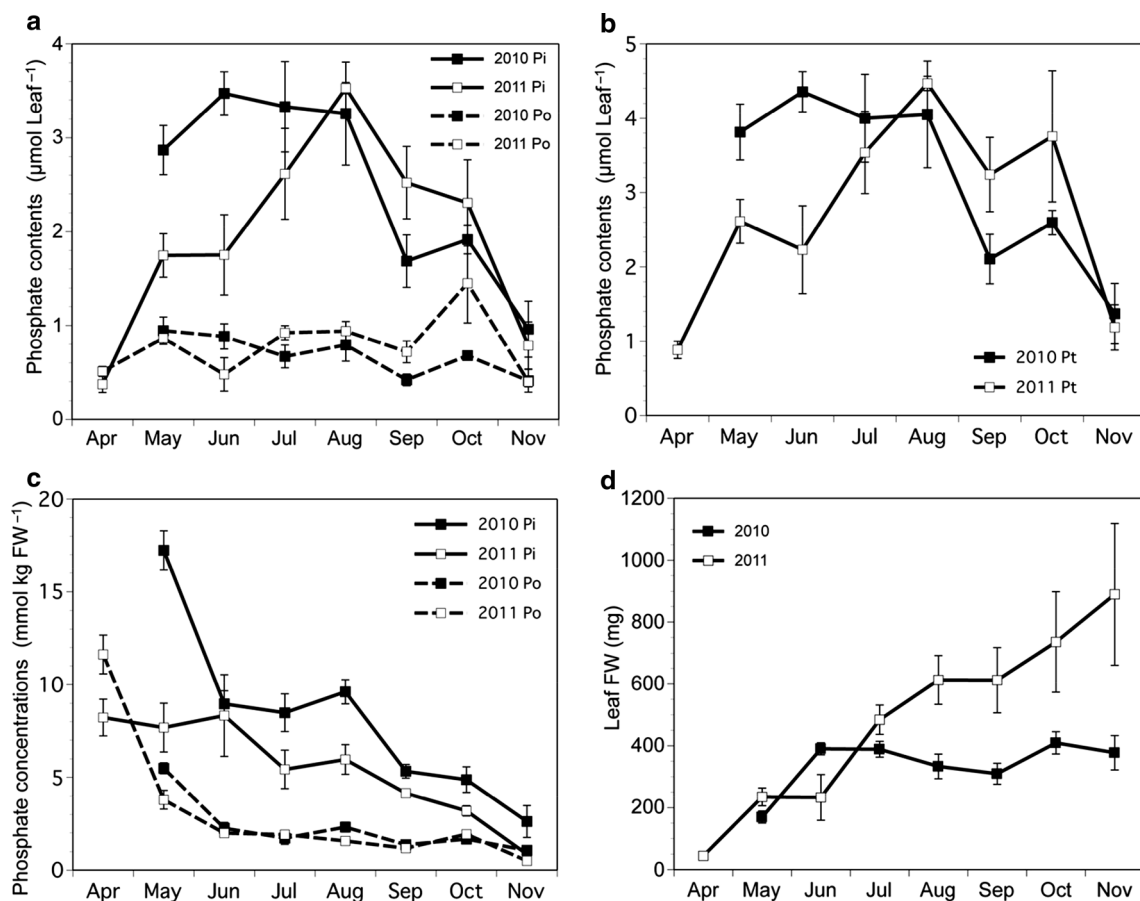 a
Phosphate contents (μmol Leaf⁻¹)
4
3
2
1
0
2010 Pi
2011 Pi
2010 Po
2011 Po
Apr May Jun Jul Aug Sep Oct Nov
b
Phosphate contents (μmol Leaf⁻¹)
5
4
3
2
1
0
2010 Pt
2011 Pt
Apr May Jun Jul Aug Sep Oct Nov
c
Phosphate concentrations (mmol kg FW⁻¹)
20
15
10
5
0
2010 Pi
2011 Pi
2010 Po
2011 Po
Apr May Jun Jul Aug Sep Oct Nov
d
Leaf FW (mg)
1200
1000
800
600
400
200
0
2010
2011
Apr May Jun Jul Aug Sep Oct Nov